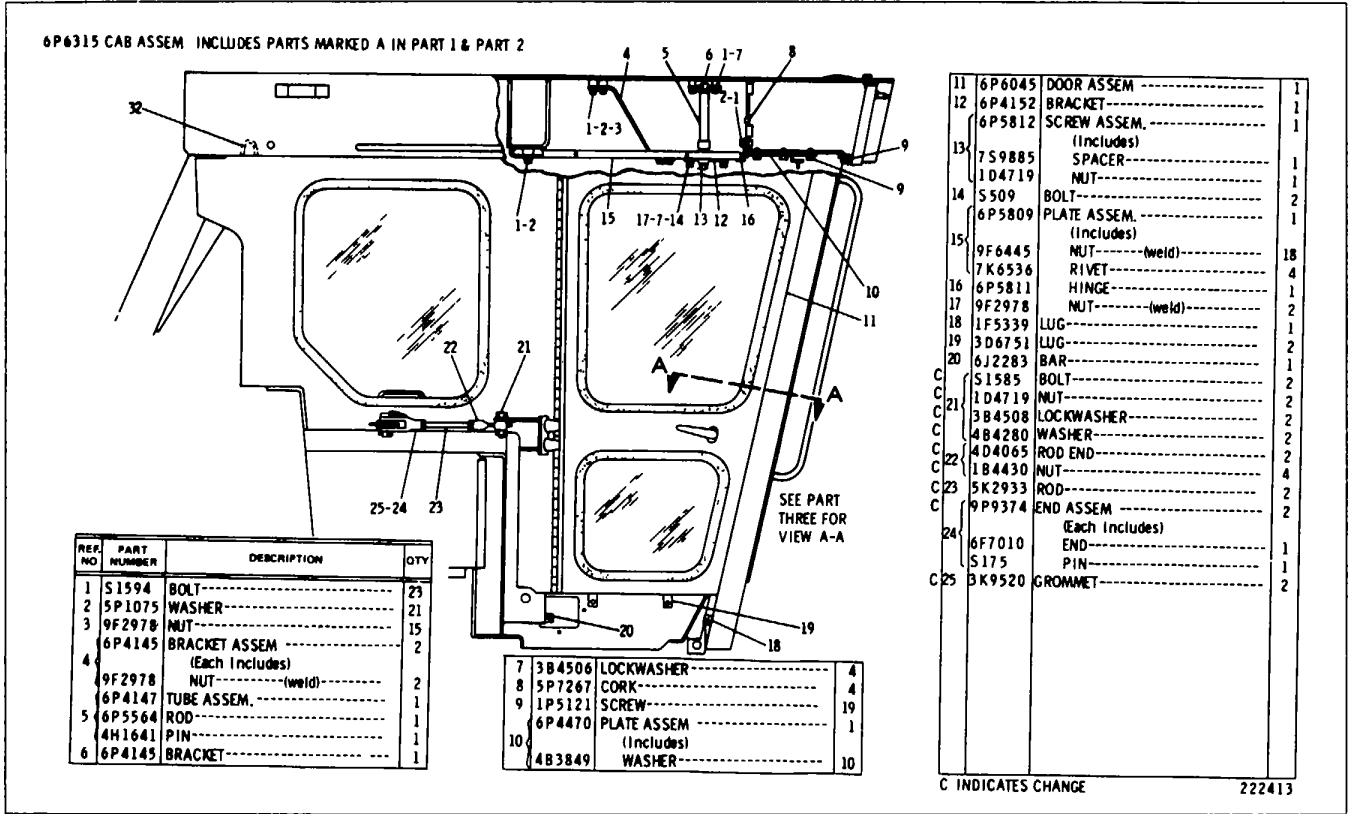 6P6315 CAB ASSEM INCLUDES PARTS MARKED A IN PART 1 & PART 2
4
5
6
1-7
8
32
2-1
1-2-3
9
9
1-2
15
17-7-14
13
12
16
10
11
22
21
A
A
25-24
23
SEE PART
THREE FOR
VIEW A-A
20
19
18
REF. NO PART NUMBER DESCRIPTION QTY
1 S1594 BOLT 23
2 5P1075 WASHER 21
3 9F2978 NUT 15
4 6P4145 BRACKET ASSEM 2
(Each Includes)
9F2978 NUT-------(weld) 2
5 6P4147 TUBE ASSEM. 1
6P5564 ROD 1
4H1641 PIN 1
6 6P4145 BRACKET 1
7 3B4506 LOCKWASHER 4
8 5P7267 CORK 4
9 1P5121 SCREW 19
10 6P4470 PLATE ASSEM 1
(Includes)
4B3849 WASHER 10
11 6P6045 DOOR ASSEM 1
12 6P4152 BRACKET 1
13 6P5812 SCREW ASSEM. 1
(Includes)
7S9885 SPACER 1
1D4719 NUT 1
14 S509 BOLT 2
15 6P5809 PLATE ASSEM. 1
(Includes)
9F6445 NUT-------(weld) 18
7K6536 RIVET 4
16 6P5811 HINGE 1
17 9F2978 NUT-------(weld) 2
18 1F5339 LUG 1
19 3D6751 LUG 2
20 6J2283 BAR 1
C 21 S1585 BOLT 2
C 1D4719 NUT 2
C 3B4508 LOCKWASHER 2
C 4B4280 WASHER 2
C 22 4D4065 ROD END 2
C 1B4430 NUT 4
C 23 5K2933 ROD 2
C 24 9P9374 END ASSEM 2
(Each Includes)
6F7010 END 1
S175 PIN 1
C 25 3K9520 GROMMET 2
C INDICATES CHANGE 222413